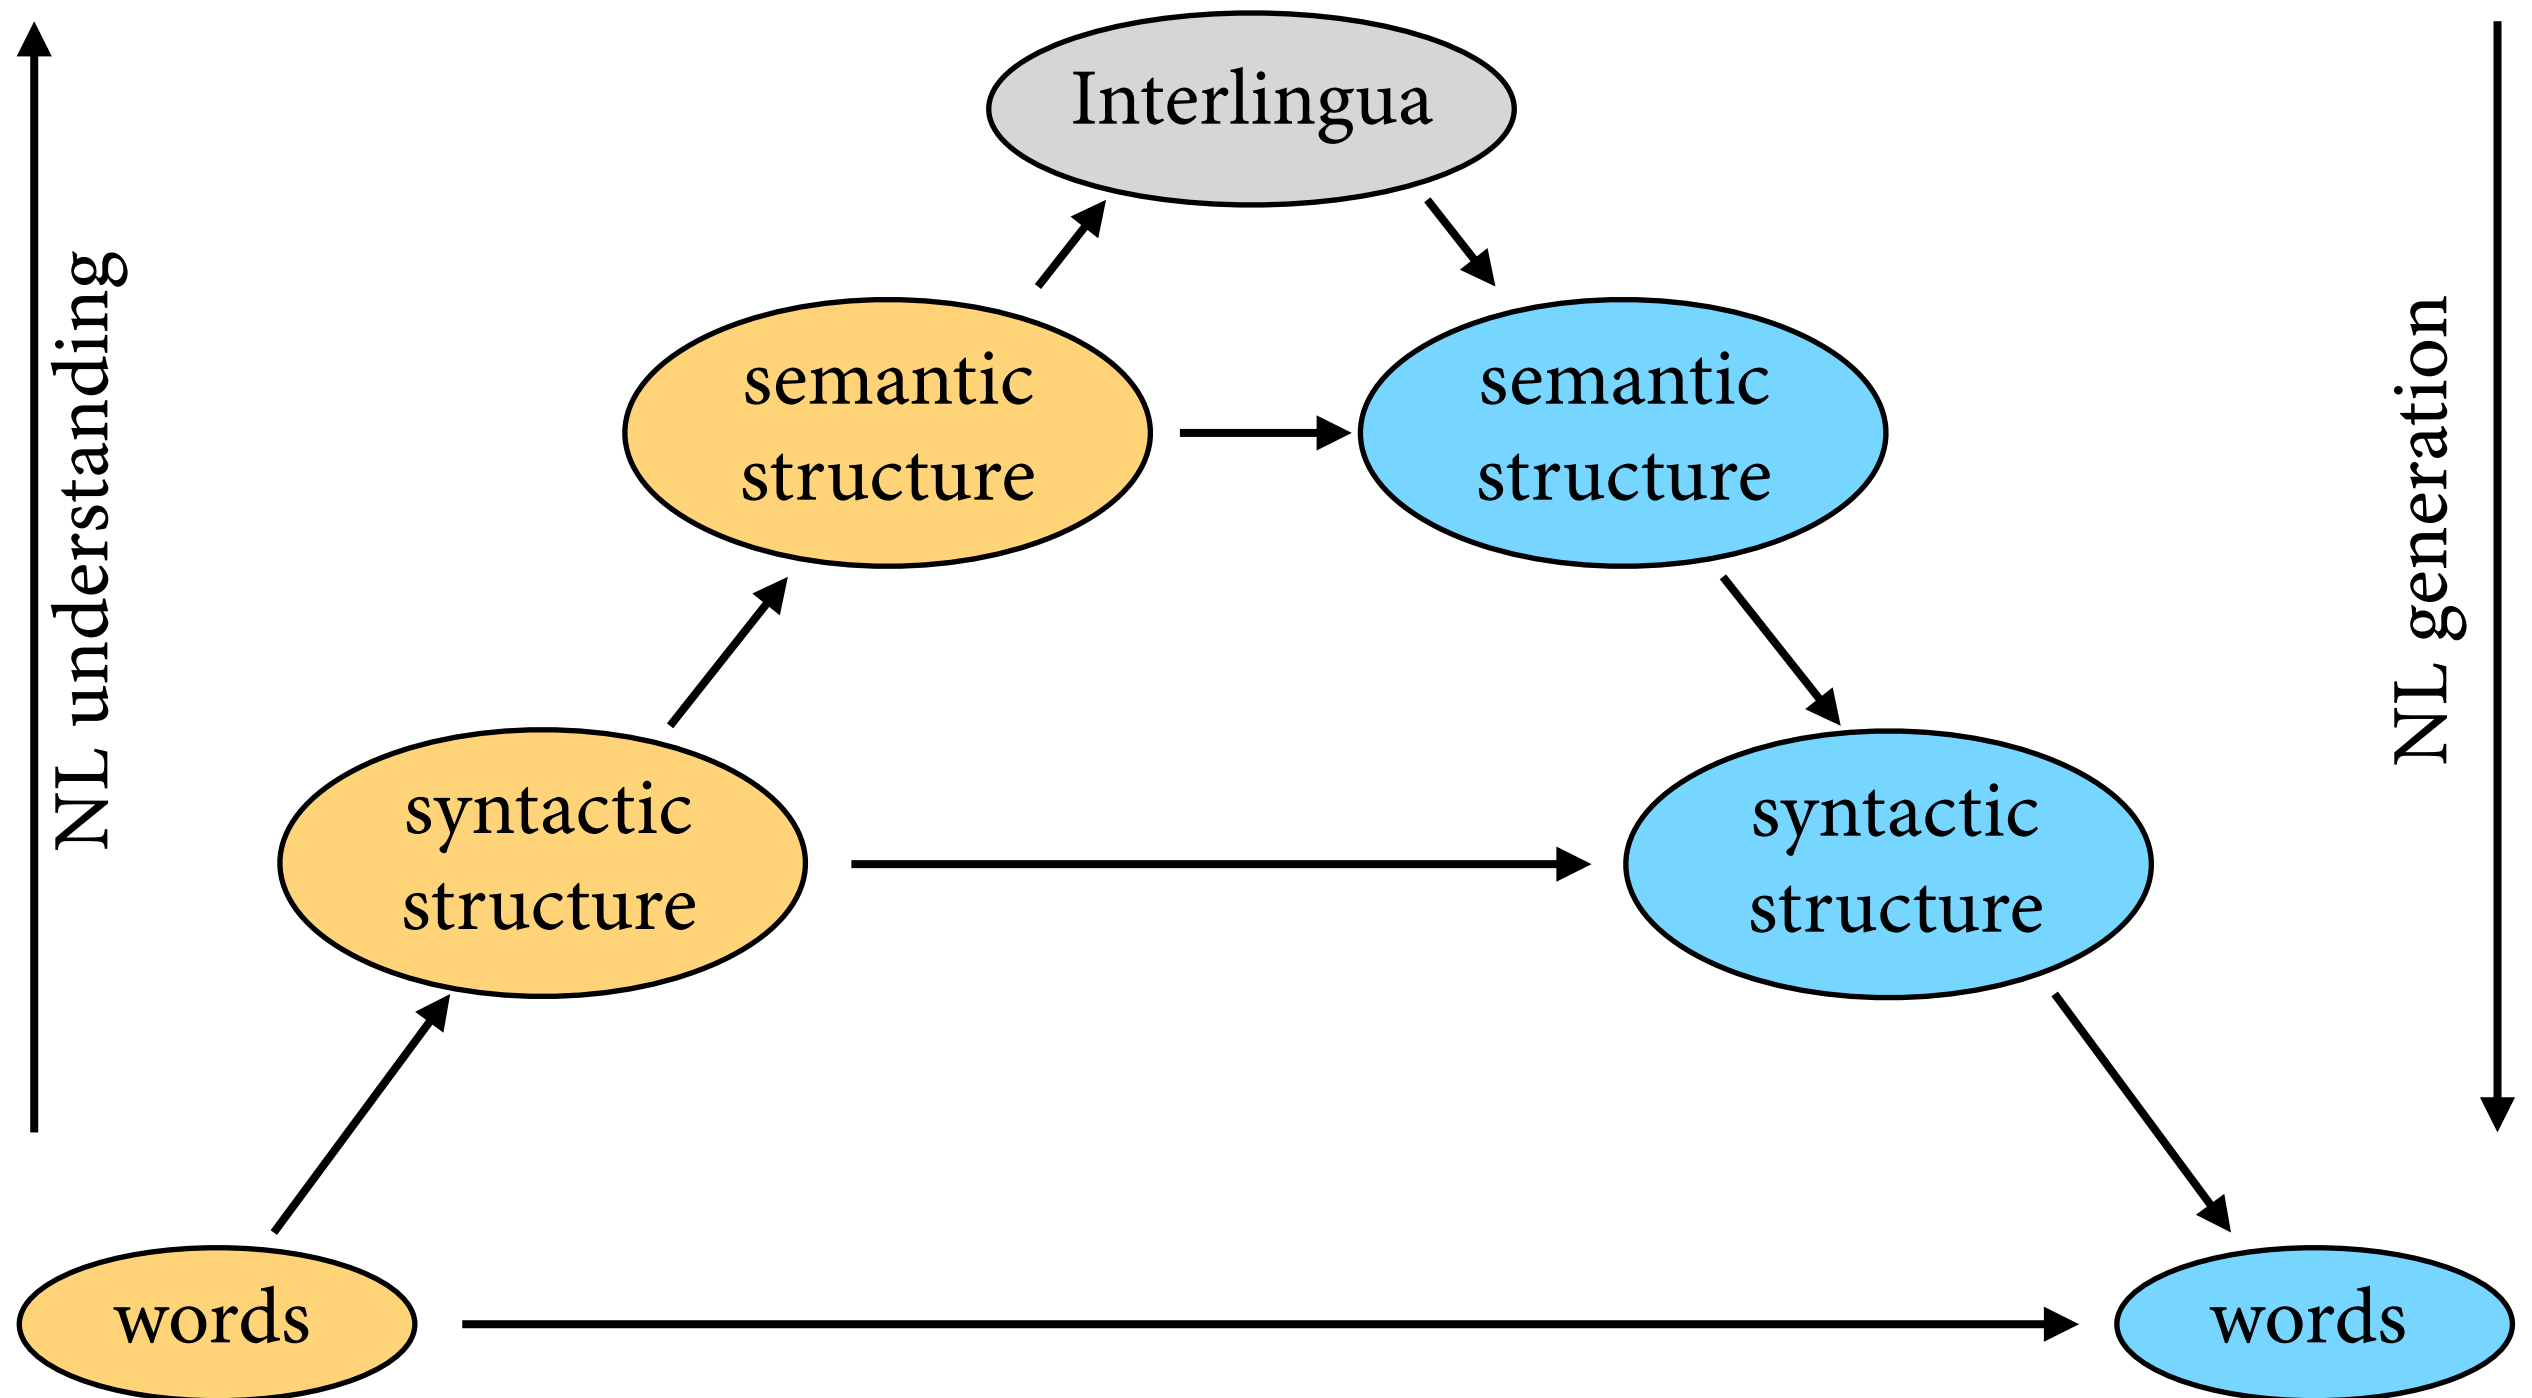 Interlingua
NL understanding
semantic
structure
semantic
structure
NL generation
syntactic
structure
syntactic
structure
words
words